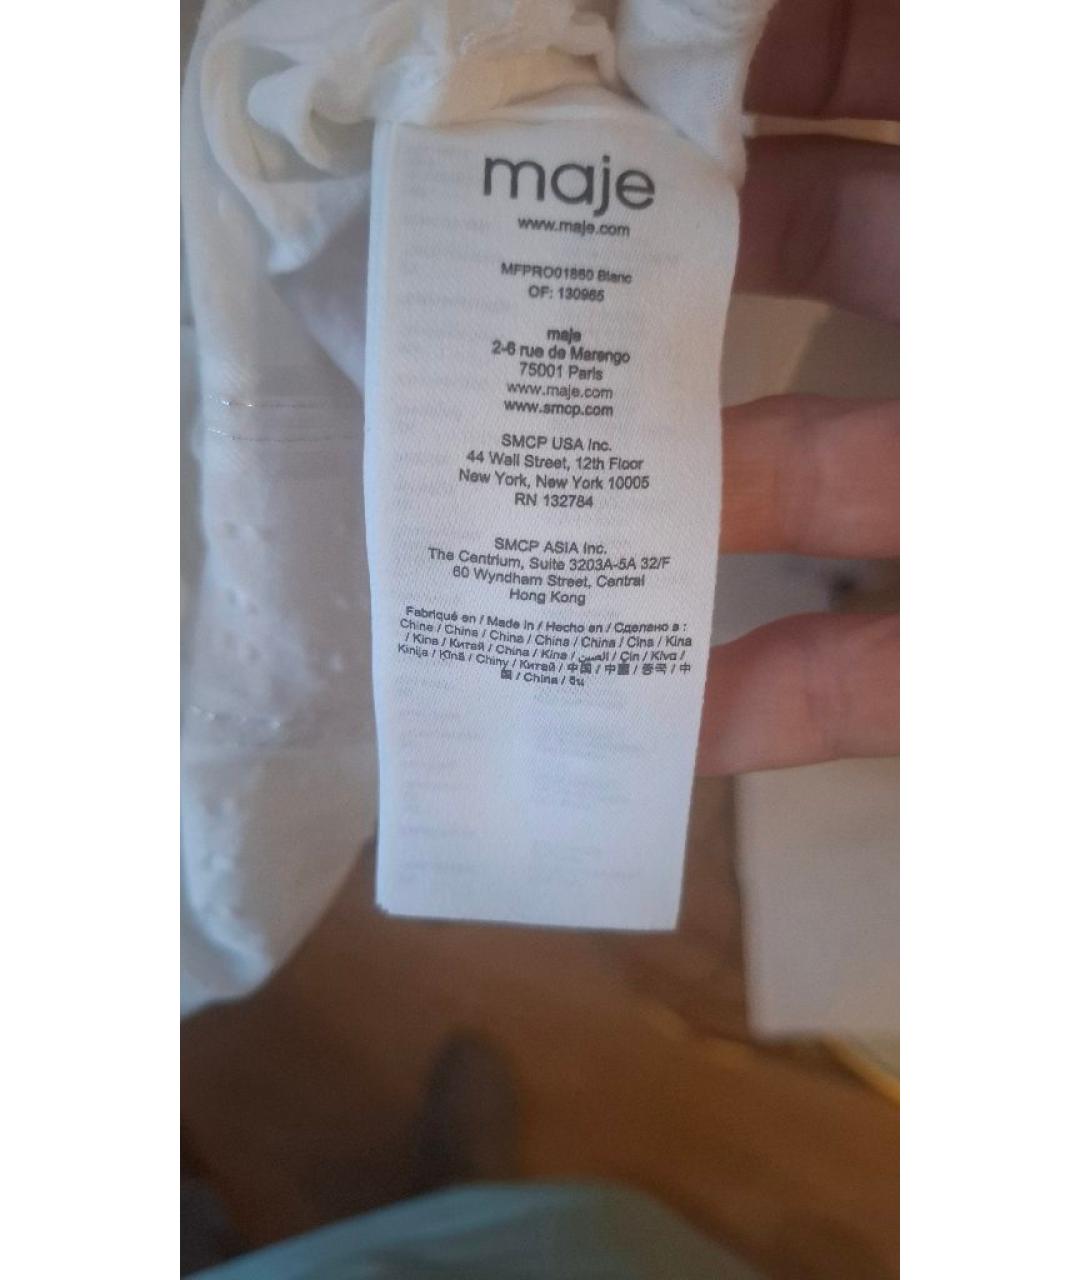 maje
www.maje.com
MFPRO01860 Blanc
OF: 130965
maje
2-6 rue de Marengo
75001 Paris
www.maje.com
www.smcp.com
SMCP USA Inc.
44 Wall Street, 12th Floor
New York, New York 10005
RN 132784
SMCP ASIA Inc.
The Centrium, Suite 3203A-5A 32/F
60 Wyndham Street, Central
Hong Kong
Fabriqué en / Made in / Hecho en / Сделано в :
Chine / China / China / China / China / Cina / Kina
/ Kina / Китай / China / Kina / الصين / Çin / Κίνα /
Kinija / Ķīnā / Chiny / Китай / 中国 / 中國 / 중국 / 中
国 / China / จีน